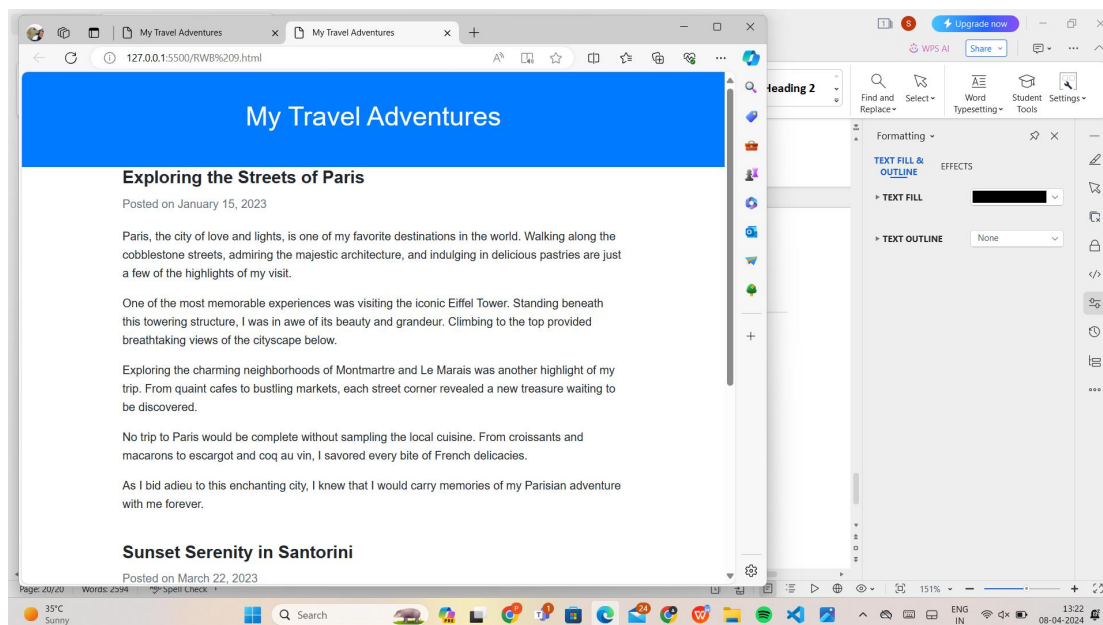 My Travel Adventures
My Travel Adventures
127.0.0.1:5500/RWB%209.html
My Travel Adventures
Exploring the Streets of Paris
Posted on January 15, 2023
Paris, the city of love and lights, is one of my favorite destinations in the world. Walking along the
cobblestone streets, admiring the majestic architecture, and indulging in delicious pastries are just
a few of the highlights of my visit.
One of the most memorable experiences was visiting the iconic Eiffel Tower. Standing beneath
this towering structure, I was in awe of its beauty and grandeur. Climbing to the top provided
breathtaking views of the cityscape below.
Exploring the charming neighborhoods of Montmartre and Le Marais was another highlight of my
trip. From quaint cafes to bustling markets, each street corner revealed a new treasure waiting to
be discovered.
No trip to Paris would be complete without sampling the local cuisine. From croissants and
macarons to escargot and coq au vin, I savored every bite of French delicacies.
As I bid adieu to this enchanting city, I knew that I would carry memories of my Parisian adventure
with me forever.
Sunset Serenity in Santorini
Posted on March 22, 2023
S
Upgrade now
WPS AI
Share
Heading 2
Find and
Replace
Select
Word
Typesetting
Student
Tools
Settings
Formatting
TEXT FILL &
OUTLINE
EFFECTS
TEXT FILL
TEXT OUTLINE
None
Page: 20/20
Words: 2594
Spell Check
151%
35°C
Sunny
Search
ENG
IN
13:22
08-04-2024